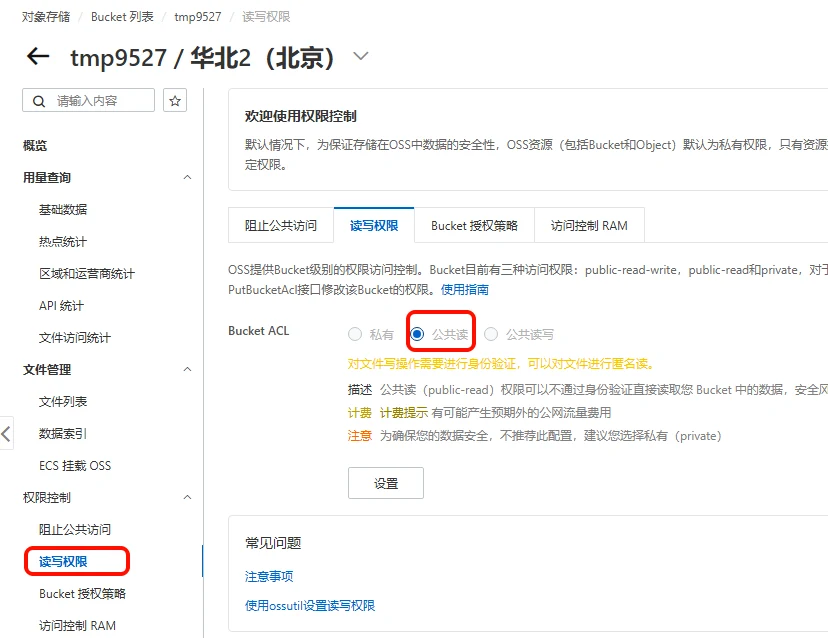 对象存储 / Bucket 列表 / tmp9527 / 读写权限
← tmp9527 / 华北2（北京）
请输入内容
概览
用量查询
基础数据
热点统计
区域和运营商统计
API 统计
文件访问统计
文件管理
文件列表
数据索引
ECS 挂载 OSS
权限控制
阻止公共访问
读写权限
Bucket 授权策略
访问控制 RAM
欢迎使用权限控制
默认情况下，为保证存储在OSS中数据的安全性，OSS资源（包括Bucket和Object）默认为私有权限，只有资源
定权限。
阻止公共访问 读写权限 Bucket 授权策略 访问控制 RAM
OSS提供Bucket级别的权限访问控制。Bucket目前有三种访问权限：public-read-write，public-read和private，对于
PutBucketAcl接口修改该Bucket的权限。使用指南
Bucket ACL 私有 公共读 公共读写
对文件写操作需要进行身份验证，可以对文件进行匿名读。
描述 公共读（public-read）权限可以不通过身份验证直接读取您 Bucket 中的数据，安全风
计费 计费提示 有可能产生预期外的公网流量费用
注意 为确保您的数据安全，不推荐此配置，建议您选择私有（private）
设置
常见问题
注意事项
使用ossutil设置读写权限